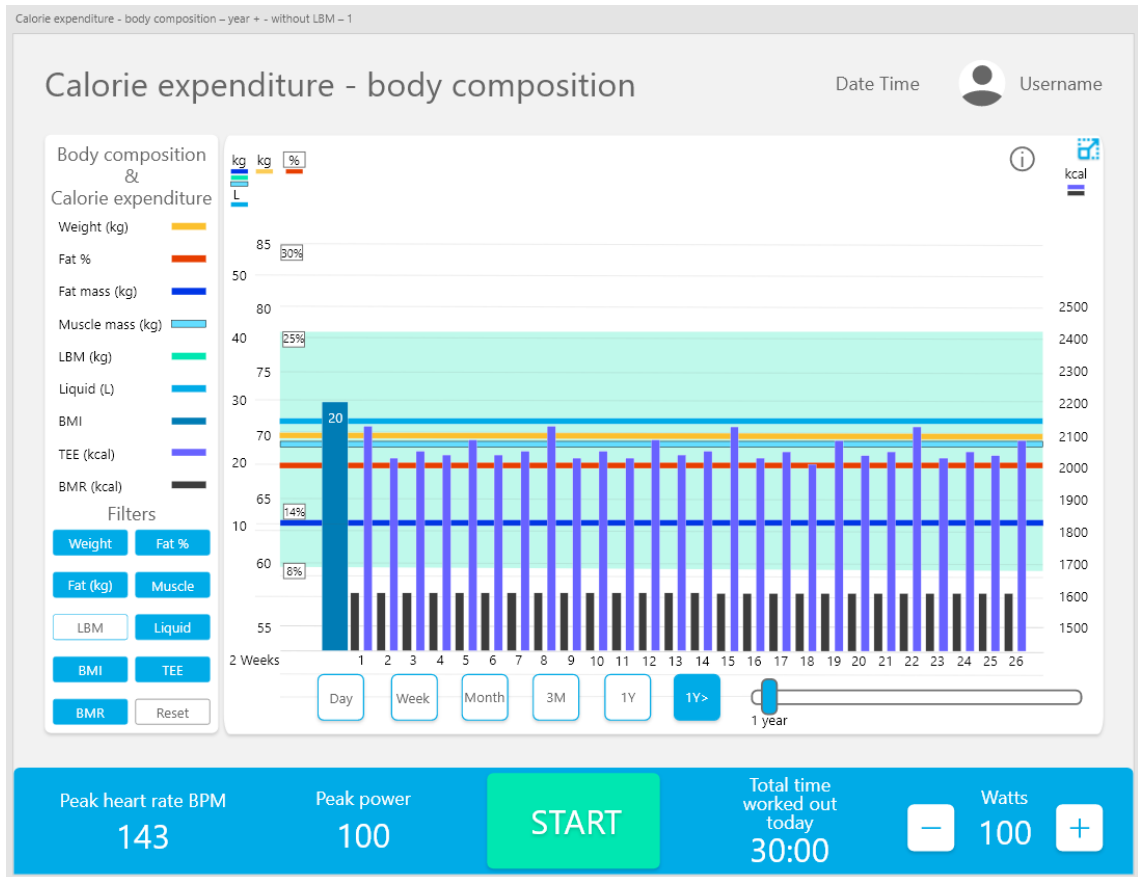 Calorie expenditure - body composition – year + - without LBM – 1
Calorie expenditure - body composition
Date Time
Username
Body composition
&
Calorie expenditure
Weight (kg)
Fat %
Fat mass (kg)
Muscle mass (kg)
LBM (kg)
Liquid (L)
BMI
TEE (kcal)
BMR (kcal)
Filters
Weight Fat %
Fat (kg) Muscle
LBM Liquid
BMI TEE
BMR Reset
kg kg %
L
i
kcal
85
30%
50
80
40
25%
75
30
70
20
65
14%
10
60
8%
55
20
2500
2400
2300
2200
2100
2000
1900
1800
1700
1600
1500
2 Weeks 1 2 3 4 5 6 7 8 9 10 11 12 13 14 15 16 17 18 19 20 21 22 23 24 25 26
Day Week Month 3M 1Y 1Y>
1 year
Peak heart rate BPM
143
Peak power
100
START
Total time
worked out
today
30:00
Watts
− 100 +